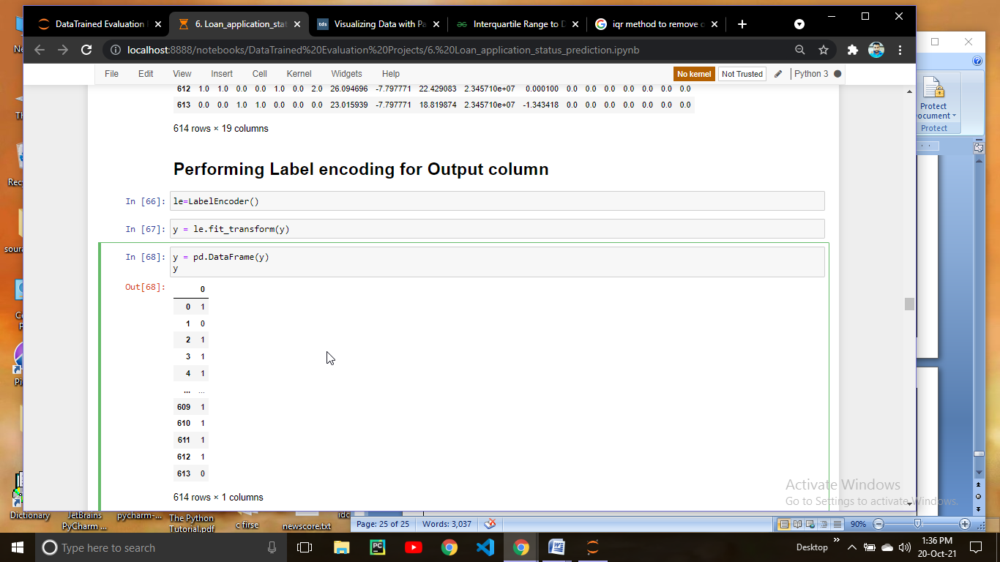 DataTrained Evaluation
6. Loan_application_stat
tds Visualizing Data with Pa
Interquartile Range to D
iqr method to remove o
localhost:8888/notebooks/DataTrained%20Evaluation%20Projects/6.%20Loan_application_status_prediction.ipynb
File Edit View Insert Cell Kernel Widgets Help
No kernel Not Trusted Python 3
612 1.0 1.0 0.0 0.0 1.0 0.0 2.0 26.094696 -7.797771 22.429083 2.345710e+07 0.000100 0.0 0.0 0.0 0.0 0.0 0.0 0.0
613 0.0 0.0 1.0 1.0 0.0 0.0 0.0 23.015939 -7.797771 18.819874 2.345710e+07 -1.343418 0.0 0.0 0.0 0.0 0.0 0.0 0.0
614 rows × 19 columns
Performing Label encoding for Output column
In [66]: le=LabelEncoder()
In [67]: y = le.fit_transform(y)
In [68]: y = pd.DataFrame(y)
y
Out[68]:
0
0 1
1 0
2 1
3 1
4 1
... ...
609 1
610 1
611 1
612 1
613 0
614 rows × 1 columns
Protect
ocument
Protect
Activate Windows
Go to Settings to activate Windows.
Dictionary
JetBrains
PyCharm ...
pycharm-...
The Python
Tutorial.pdf
c firse
newscore.txt
Page: 25 of 25 Words: 3,037 90%
Type here to search
Desktop
1:36 PM
20-Oct-21